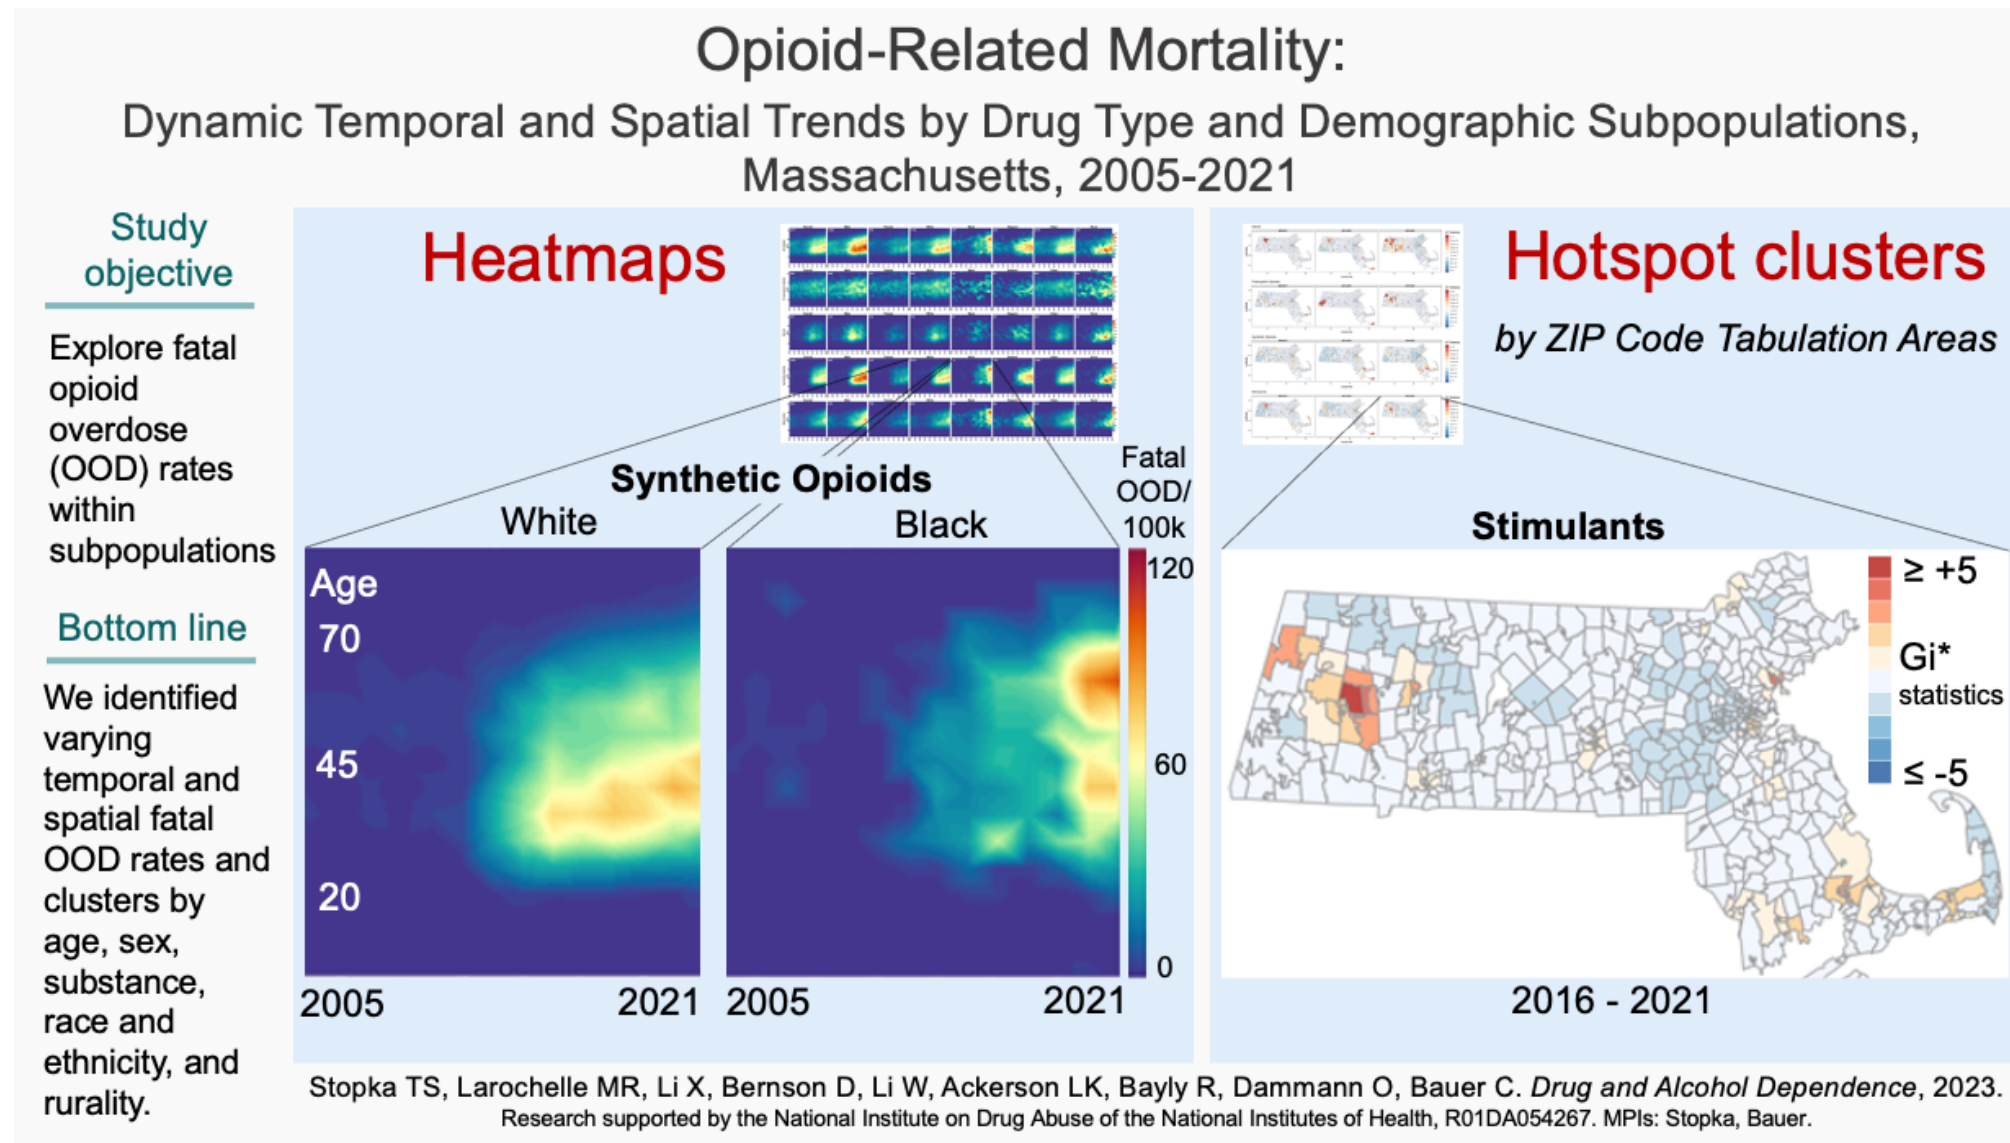 Opioid-Related Mortality:
Dynamic Temporal and Spatial Trends by Drug Type and Demographic Subpopulations,
Massachusetts, 2005-2021
Study
objective
Explore fatal
opioid
overdose
(OOD) rates
within
subpopulations
Bottom line
We identified
varying
temporal and
spatial fatal
OOD rates and
clusters by
age, sex,
substance,
race and
ethnicity, and
rurality.
Heatmaps
Synthetic Opioids
White
Black
Fatal
OOD/
100k
Age
70
45
20
120
60
0
2005
2021
2005
2021
Hotspot clusters
by ZIP Code Tabulation Areas
Stimulants
≥ +5
Gi*
statistics
≤ -5
2016 - 2021
Stopka TS, Larochelle MR, Li X, Bernson D, Li W, Ackerson LK, Bayly R, Dammann O, Bauer C. Drug and Alcohol Dependence, 2023.
Research supported by the National Institute on Drug Abuse of the National Institutes of Health, R01DA054267. MPIs: Stopka, Bauer.